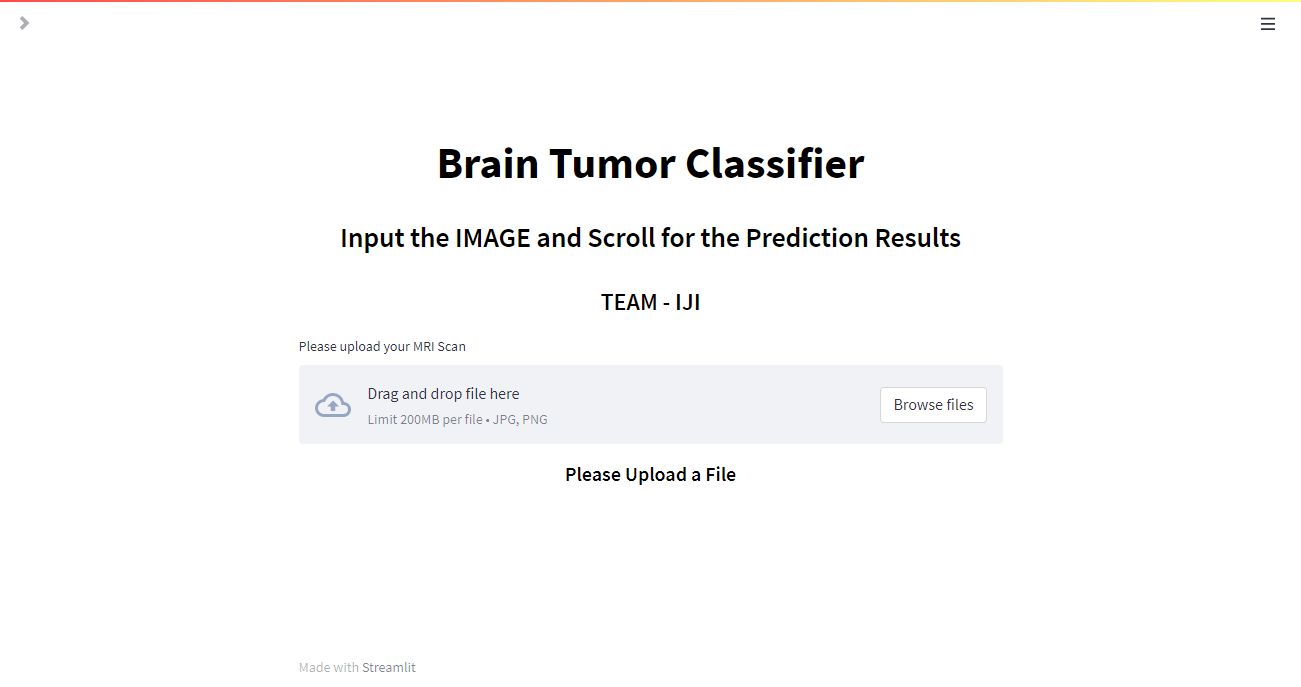 Brain Tumor Classifier
Input the IMAGE and Scroll for the Prediction Results
TEAM - IJI
Please upload your MRI Scan
Drag and drop file here
Limit 200MB per file • JPG, PNG
Browse files
Please Upload a File
Made with Streamlit